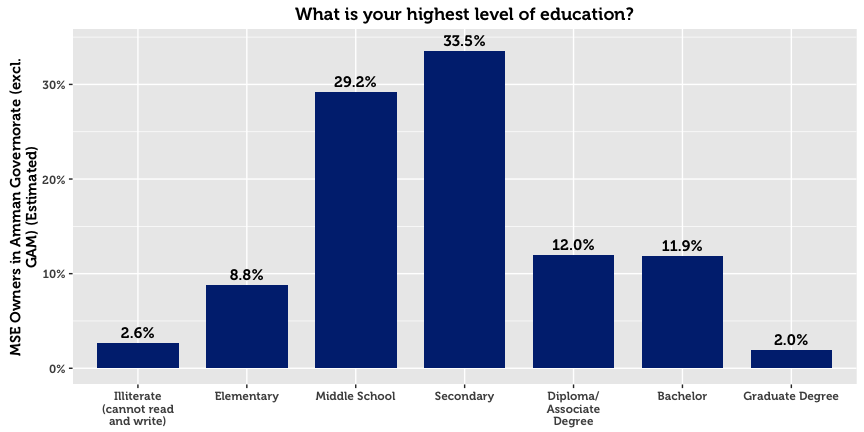 What is your highest level of education?
MSE Owners in Amman Governorate (excl.
GAM) (Estimated)
30%
20%
10%
0%
2.6%
8.8%
29.2%
33.5%
12.0%
11.9%
2.0%
Illiterate
(cannot read
and write)
Elementary
Middle School
Secondary
Diploma/
Associate
Degree
Bachelor
Graduate Degree